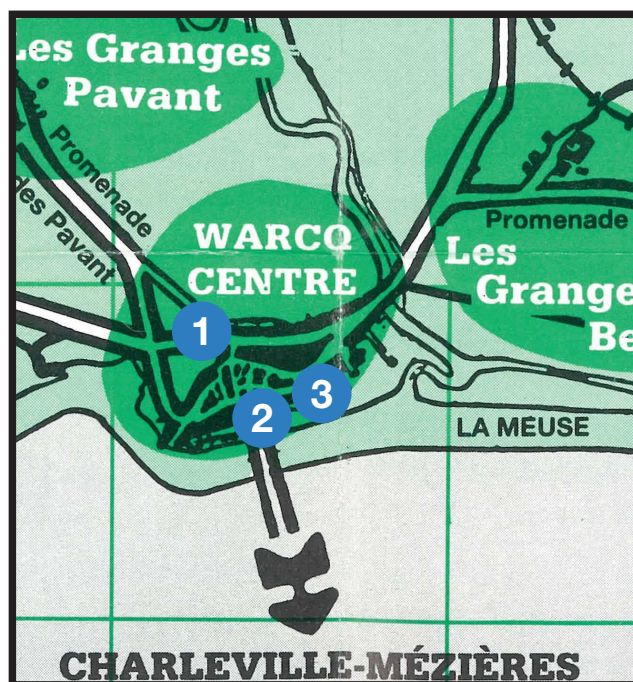 Les Granges
Pavant
Promenade
des Pavant
WARCQ
CENTRE
Promenade
Les
Grange
Be
1
2
3
LA MEUSE
CHARLEVILLE-MÉZIÈRES